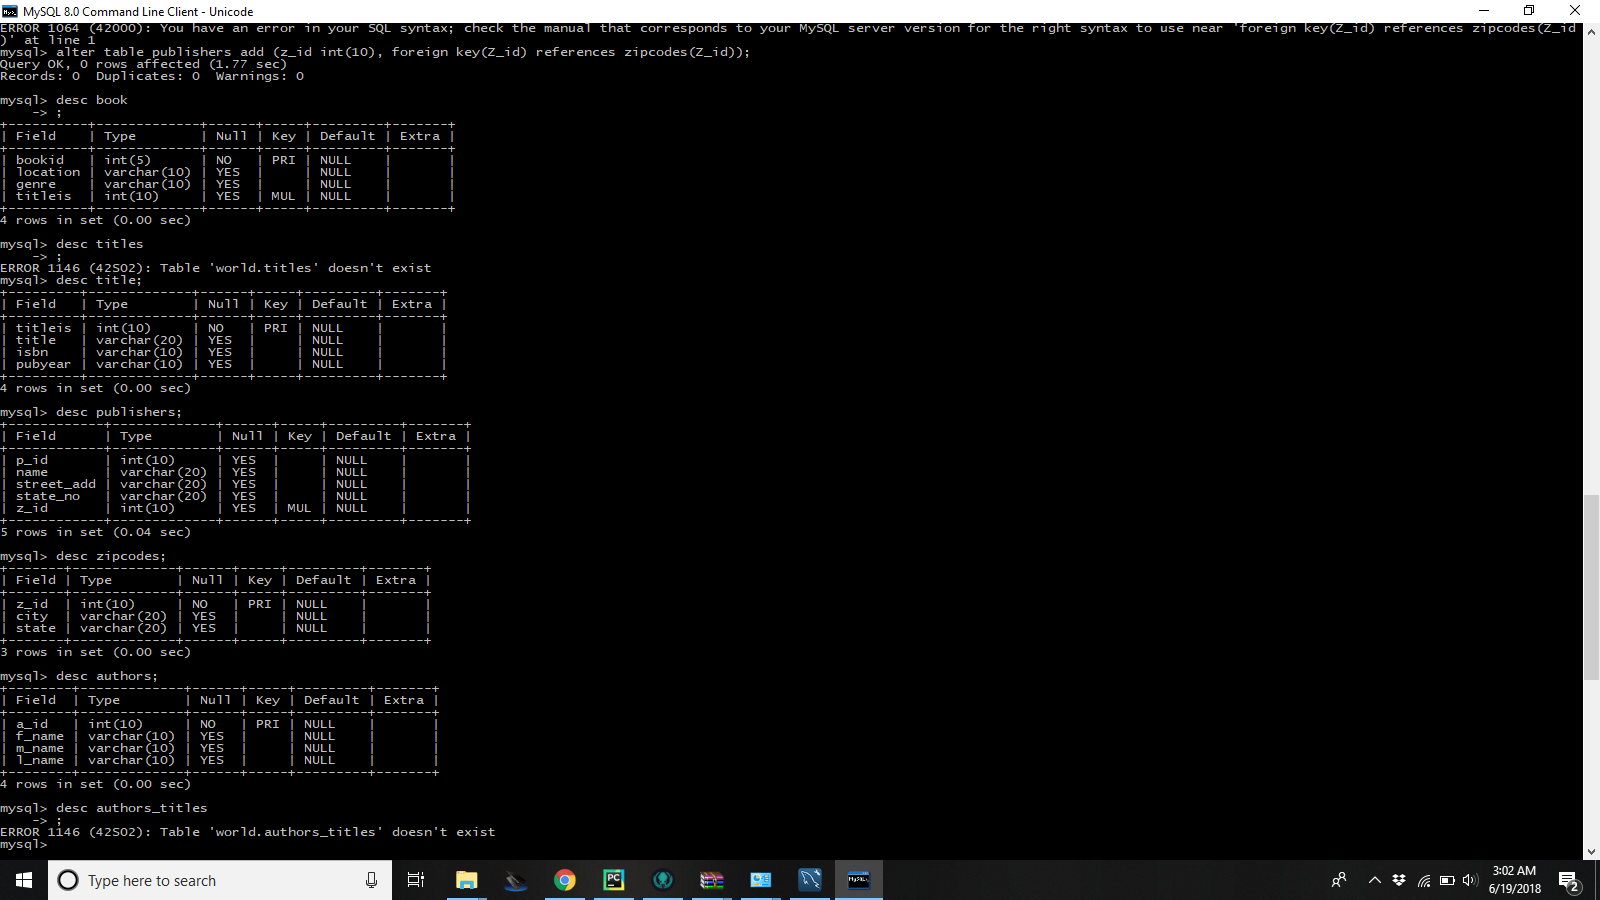 MySQL 8.0 Command Line Client - Unicode
ERROR 1064 (42000): You have an error in your SQL syntax; check the manual that corresponds to your MySQL server version for the right syntax to use near 'foreign key(Z_id) references zipcodes(Z_id
)' at line 1
mysql> alter table publishers add (z_id int(10), foreign key(Z_id) references zipcodes(Z_id));
Query OK, 0 rows affected (1.77 sec)
Records: 0  Duplicates: 0  Warnings: 0
mysql> desc book
    -> ;
+----------+-------------+------+-----+---------+-------+
| Field    | Type        | Null | Key | Default | Extra |
+----------+-------------+------+-----+---------+-------+
| bookid   | int(5)      | NO   | PRI | NULL    |       |
| location | varchar(10) | YES  |     | NULL    |       |
| genre    | varchar(10) | YES  |     | NULL    |       |
| titleis  | int(10)     | YES  | MUL | NULL    |       |
+----------+-------------+------+-----+---------+-------+
4 rows in set (0.00 sec)
mysql> desc titles
    -> ;
ERROR 1146 (42S02): Table 'world.titles' doesn't exist
mysql> desc title;
+---------+-------------+------+-----+---------+-------+
| Field   | Type        | Null | Key | Default | Extra |
+---------+-------------+------+-----+---------+-------+
| titleis | int(10)     | NO   | PRI | NULL    |       |
| title   | varchar(20) | YES  |     | NULL    |       |
| isbn    | varchar(10) | YES  |     | NULL    |       |
| pubyear | varchar(10) | YES  |     | NULL    |       |
+---------+-------------+------+-----+---------+-------+
4 rows in set (0.00 sec)
mysql> desc publishers;
+------------+-------------+------+-----+---------+-------+
| Field      | Type        | Null | Key | Default | Extra |
+------------+-------------+------+-----+---------+-------+
| p_id       | int(10)     | YES  |     | NULL    |       |
| name       | varchar(20) | YES  |     | NULL    |       |
| street_add | varchar(20) | YES  |     | NULL    |       |
| state_no   | varchar(20) | YES  |     | NULL    |       |
| z_id       | int(10)     | YES  | MUL | NULL    |       |
+------------+-------------+------+-----+---------+-------+
5 rows in set (0.04 sec)
mysql> desc zipcodes;
+-------+-------------+------+-----+---------+-------+
| Field | Type        | Null | Key | Default | Extra |
+-------+-------------+------+-----+---------+-------+
| z_id  | int(10)     | NO   | PRI | NULL    |       |
| city  | varchar(20) | YES  |     | NULL    |       |
| state | varchar(20) | YES  |     | NULL    |       |
+-------+-------------+------+-----+---------+-------+
3 rows in set (0.00 sec)
mysql> desc authors;
+--------+-------------+------+-----+---------+-------+
| Field  | Type        | Null | Key | Default | Extra |
+--------+-------------+------+-----+---------+-------+
| a_id   | int(10)     | NO   | PRI | NULL    |       |
| f_name | varchar(10) | YES  |     | NULL    |       |
| m_name | varchar(10) | YES  |     | NULL    |       |
| l_name | varchar(10) | YES  |     | NULL    |       |
+--------+-------------+------+-----+---------+-------+
4 rows in set (0.00 sec)
mysql> desc authors_titles
    -> ;
ERROR 1146 (42S02): Table 'world.authors_titles' doesn't exist
mysql>
Type here to search
PC
MySQL
3:02 AM
6/19/2018
2